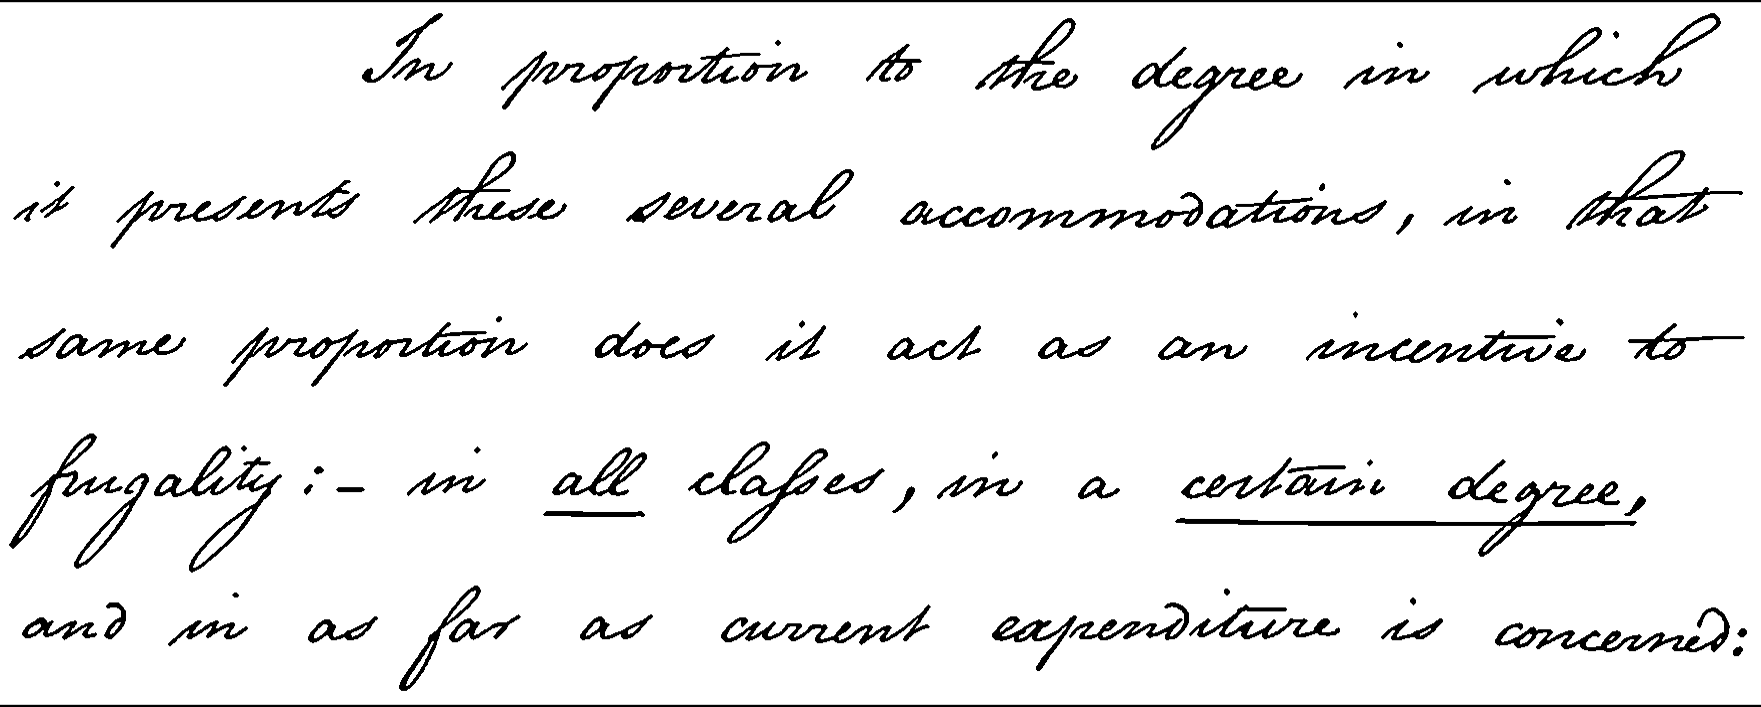 In proportion to the degree in which
it presents these several accommodations, in that
same proportion does it act as an incentive to
frugality :- in all claſses, in a certain degree,
and in as far as current expenditure is concerned: